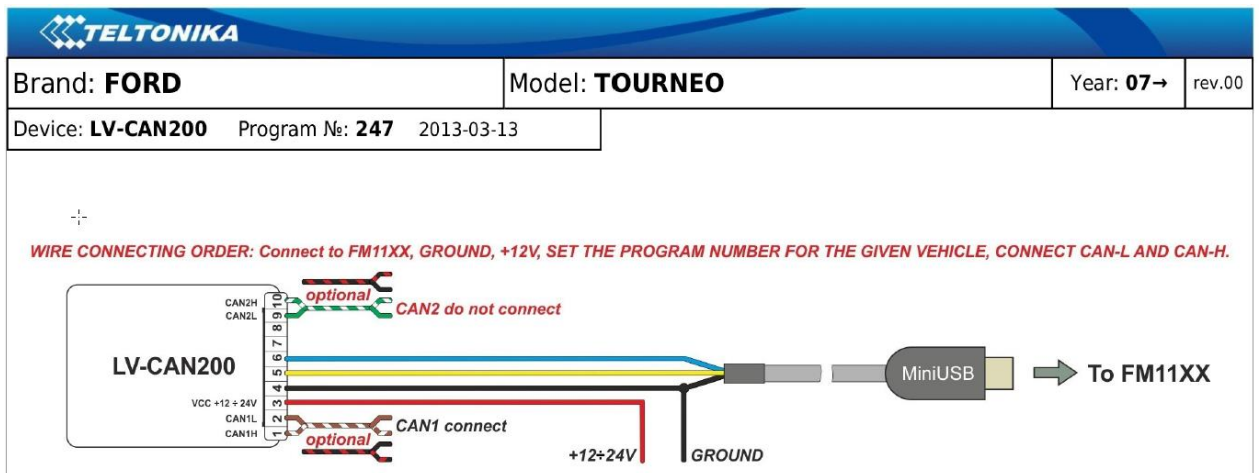 TELTONIKA
Brand: FORD Model: TOURNEO Year: 07→ rev.00
Device: LV-CAN200 Program №: 247 2013-03-13
WIRE CONNECTING ORDER: Connect to FM11XX, GROUND, +12V, SET THE PROGRAM NUMBER FOR THE GIVEN VEHICLE, CONNECT CAN-L AND CAN-H.
optional
CAN2H 10
CAN2L 9
CAN2 do not connect
8
7
6
LV-CAN200
5
MiniUSB
To FM11XX
4
VCC +12 ÷ 24V 3
CAN1L 2
CAN1H 1
CAN1 connect
optional
+12÷24V
GROUND